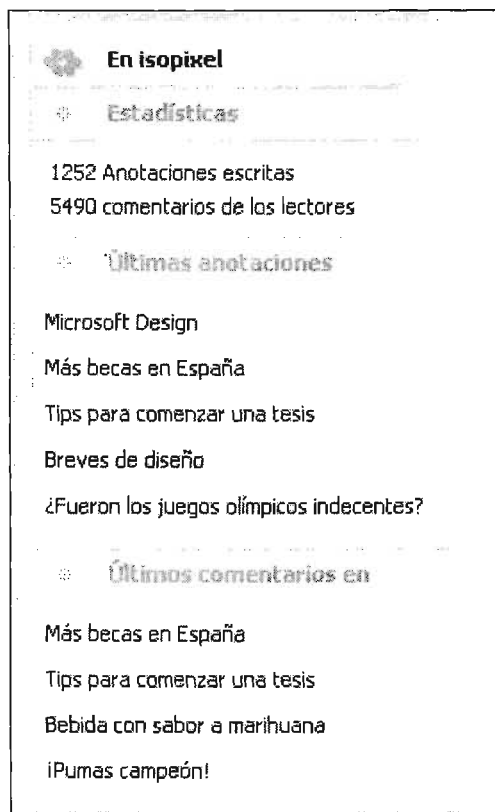 En isopixel
Estadísticas
1252 Anotaciones escritas
5490 comentarios de los lectores
Últimas anotaciones
Microsoft Design
Más becas en España
Tips para comenzar una tesis
Breves de diseño
¿Fueron los juegos olímpicos indecentes?
Últimos comentarios en
Más becas en España
Tips para comenzar una tesis
Bebida con sabor a marihuana
¡Pumas campeón!